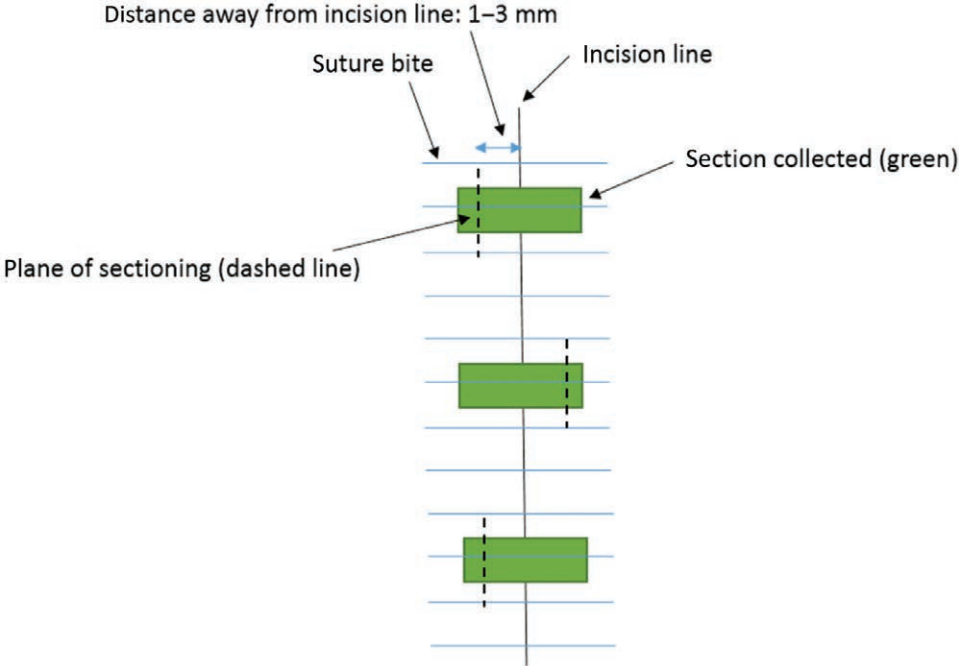 Distance away from incision line: 1–3 mm
Incision line
Suture bite
Section collected (green)
Plane of sectioning (dashed line)